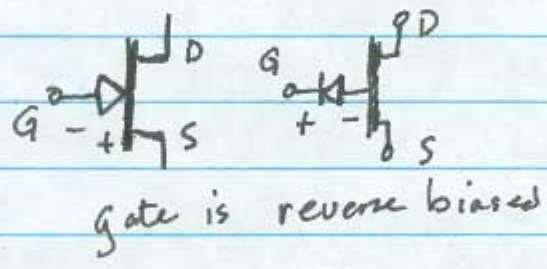 D D
G G
- + S + - S
gate is reverse biased